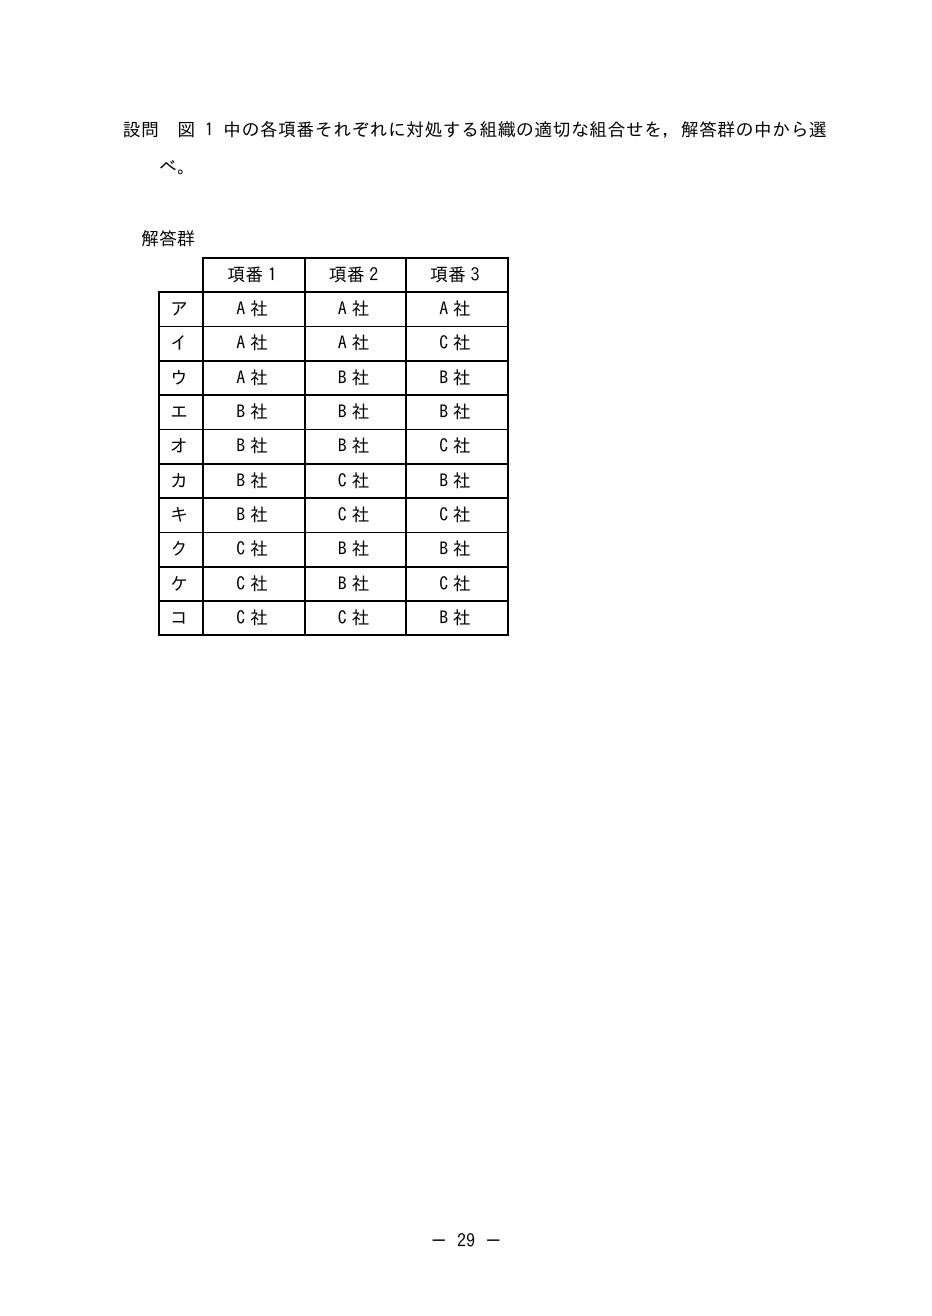 設問　図 1 中の各項番それぞれに対処する組織の適切な組合せを，解答群の中から選
べ。
解答群
項番 1　項番 2　項番 3
ア　A 社　A 社　A 社
イ　A 社　A 社　C 社
ウ　A 社　B 社　B 社
エ　B 社　B 社　B 社
オ　B 社　B 社　C 社
カ　B 社　C 社　B 社
キ　B 社　C 社　C 社
ク　C 社　B 社　B 社
ケ　C 社　B 社　C 社
コ　C 社　C 社　B 社
－ 29 －